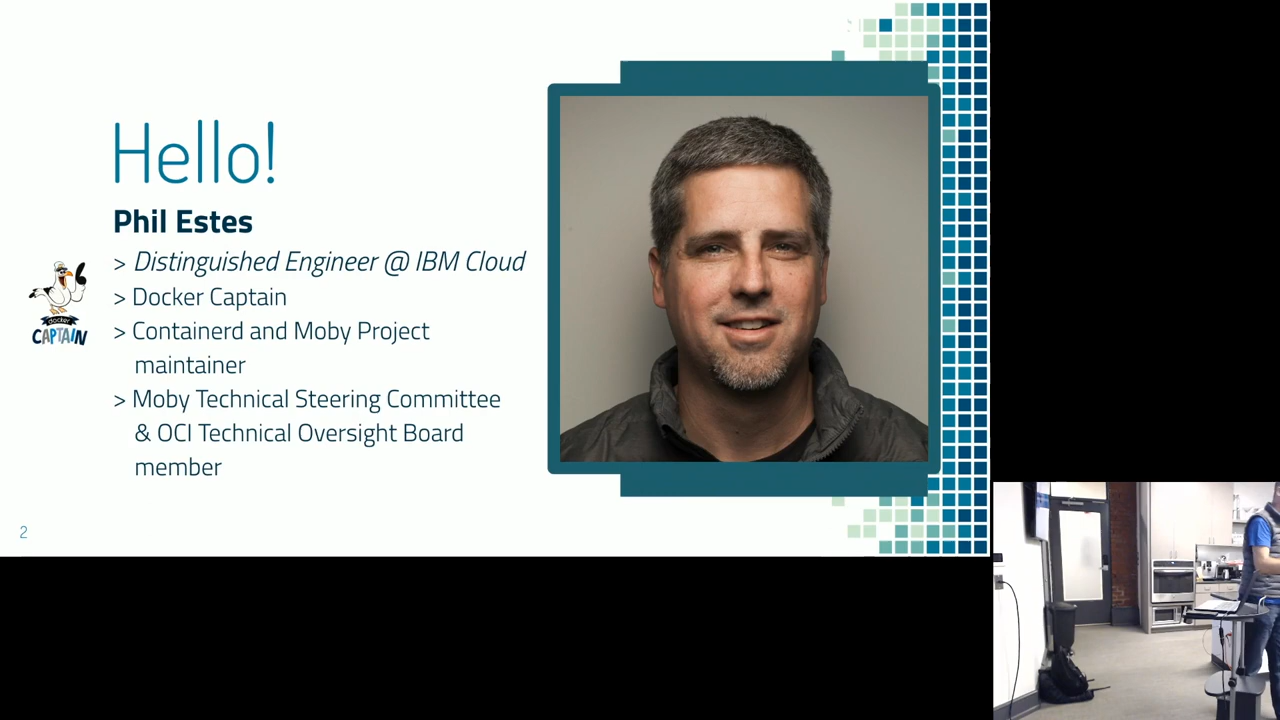 Hello!
Phil Estes
> Distinguished Engineer @ IBM Cloud
> Docker Captain
> Containerd and Moby Project
maintainer
> Moby Technical Steering Committee
& OCI Technical Oversight Board
member
docker
CAPTAIN
2